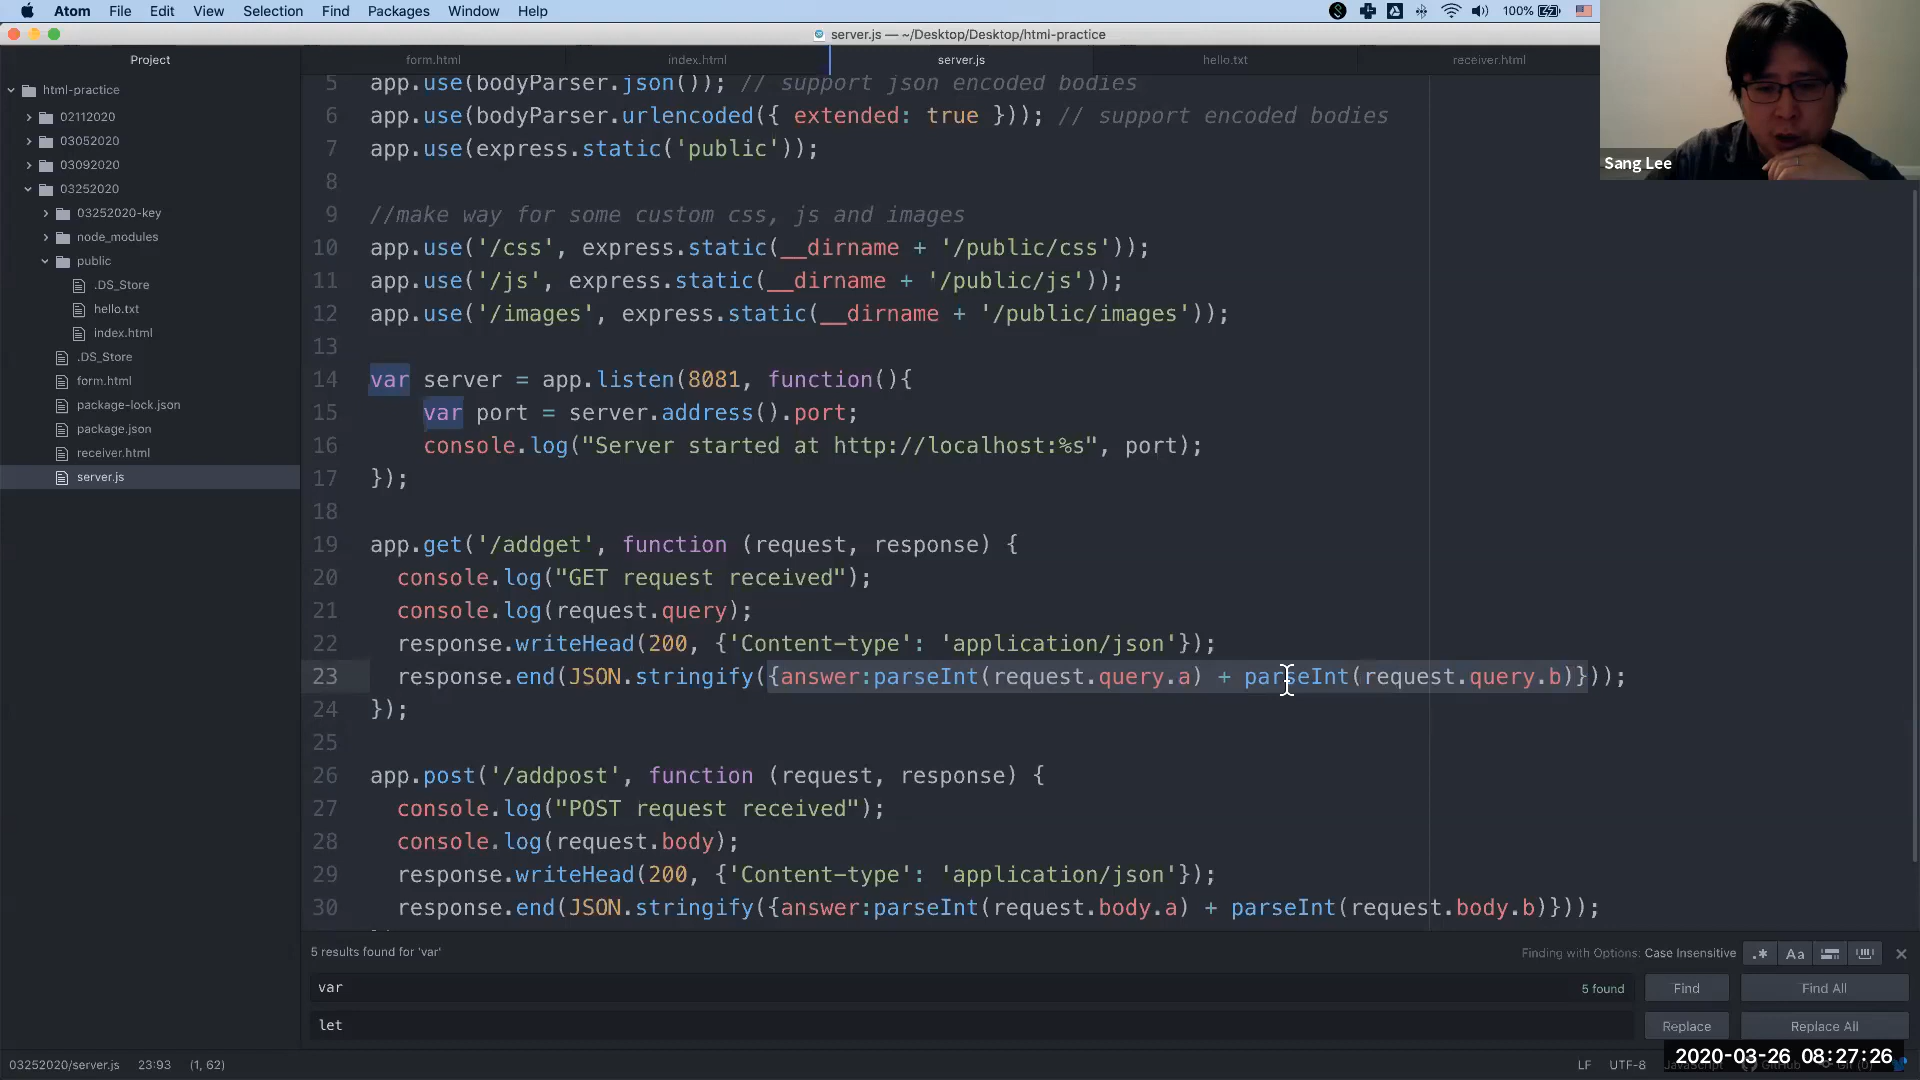 Atom File Edit View Selection Find Packages Window Help 100%
server.js — ~/Desktop/Desktop/html-practice
Project
form.html index.html server.js hello.txt receiver.html
html-practice
02112020
03052020
03092020
03252020
03252020-key
node_modules
public
.DS_Store
hello.txt
index.html
.DS_Store
form.html
package-lock.json
package.json
receiver.html
server.js
5 app.use(bodyParser.json()); // support json encoded bodies
6 app.use(bodyParser.urlencoded({ extended: true })); // support encoded bodies
7 app.use(express.static('public'));
8
9 //make way for some custom css, js and images
10 app.use('/css', express.static(__dirname + '/public/css'));
11 app.use('/js', express.static(__dirname + '/public/js'));
12 app.use('/images', express.static(__dirname + '/public/images'));
13
14 var server = app.listen(8081, function(){
15 var port = server.address().port;
16 console.log("Server started at http://localhost:%s", port);
17 });
18
19 app.get('/addget', function (request, response) {
20 console.log("GET request received");
21 console.log(request.query);
22 response.writeHead(200, {'Content-type': 'application/json'});
23 response.end(JSON.stringify({answer:parseInt(request.query.a) + parseInt(request.query.b)}));
24 });
25
26 app.post('/addpost', function (request, response) {
27 console.log("POST request received");
28 console.log(request.body);
29 response.writeHead(200, {'Content-type': 'application/json'});
30 response.end(JSON.stringify({answer:parseInt(request.body.a) + parseInt(request.body.b)}));
Sang Lee
5 results found for 'var' Finding with Options: Case Insensitive .* Aa
var 5 found Find Find All
let Replace Replace All
03252020/server.js 23:93 (1, 62) LF UTF-8
2020-03-26 08:27:26